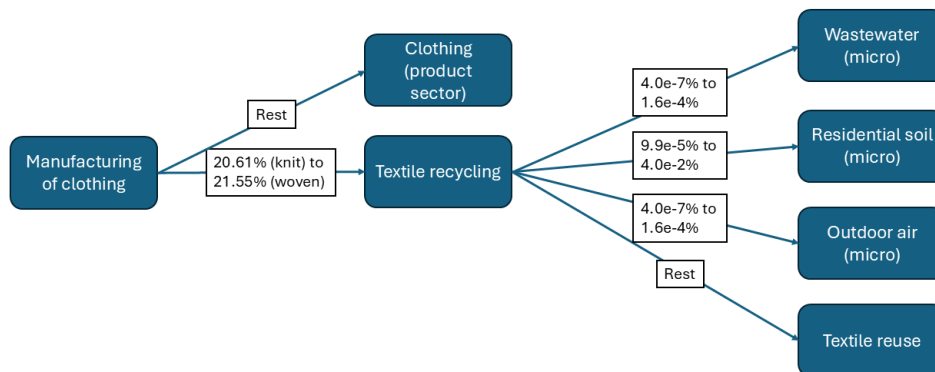 Manufacturing
of clothing
Rest
20.61% (knit) to
21.55% (woven)
Clothing
(product
sector)
Textile recycling
4.0e-7% to
1.6e-4%
9.9e-5% to
4.0e-2%
4.0e-7% to
1.6e-4%
Rest
Wastewater
(micro)
Residential soil
(micro)
Outdoor air
(micro)
Textile reuse